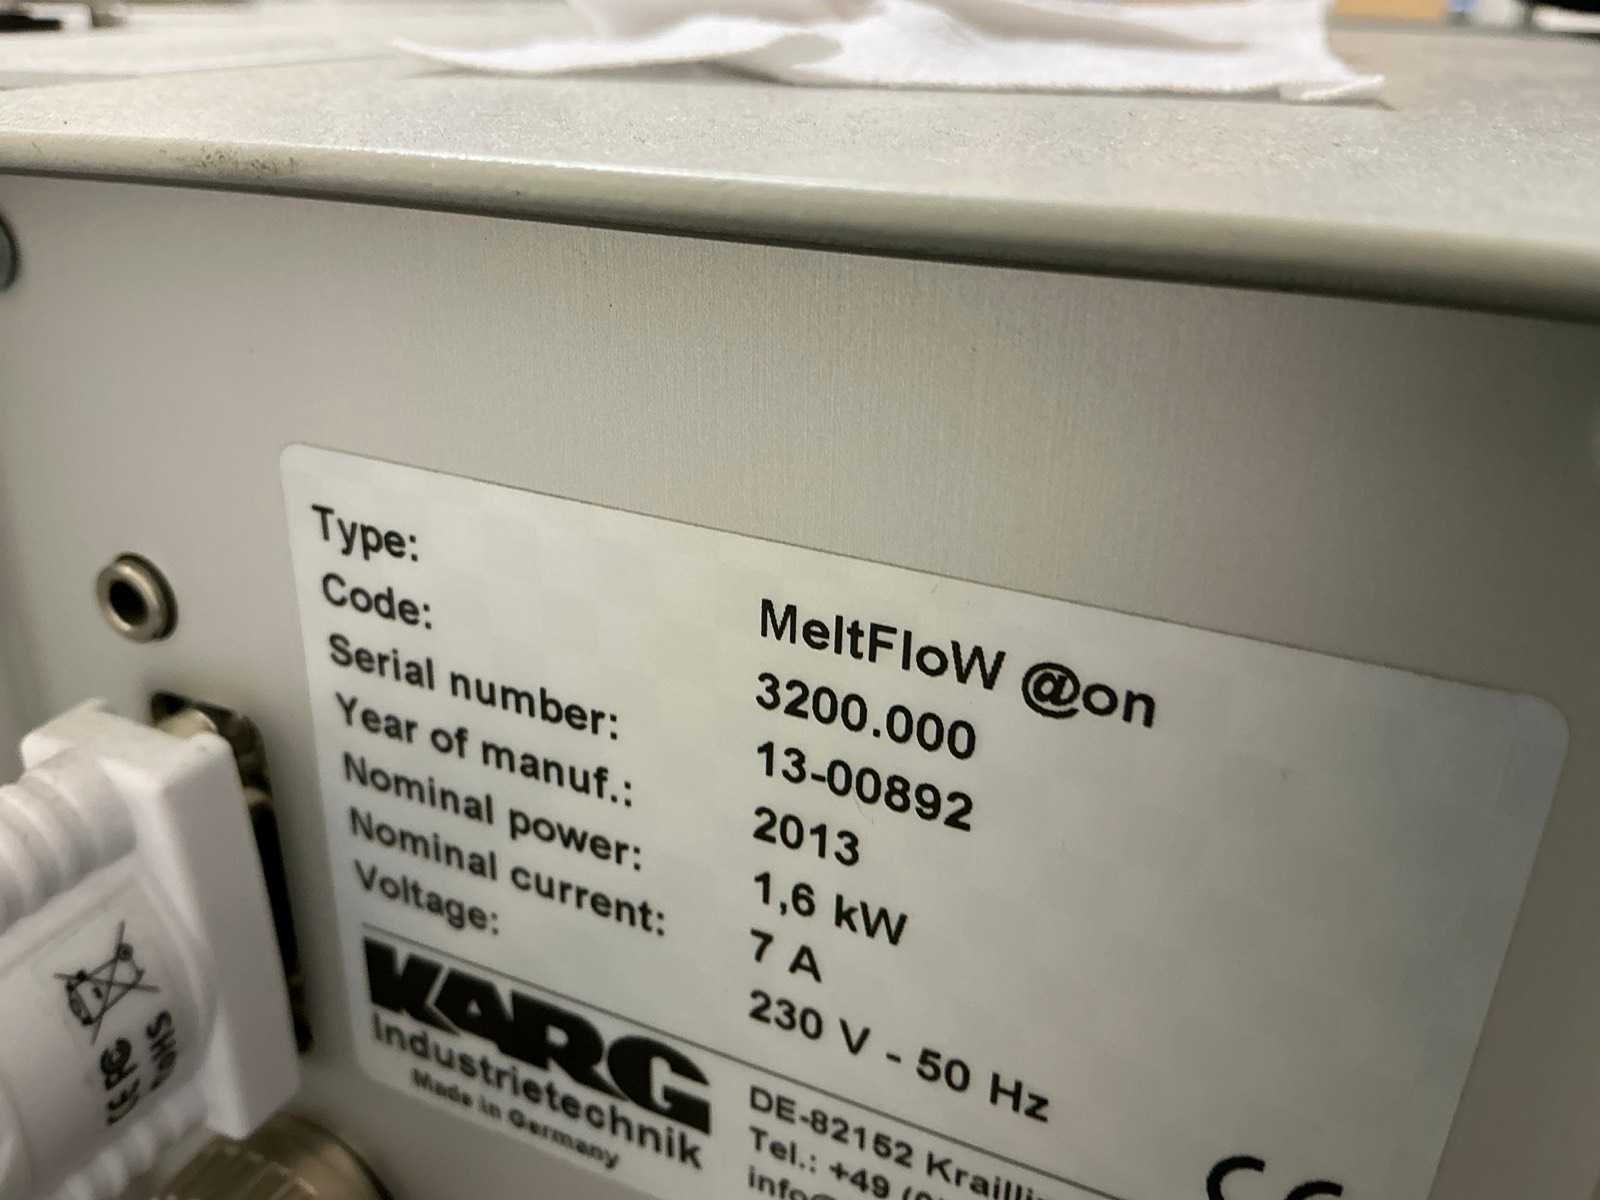 Type: MeltFloW @on
Code: 3200.000
Serial number: 13-00892
Year of manuf.: 2013
Nominal power: 1,6 kW
Nominal current: 7 A
Voltage: 230 V - 50 Hz
KARG
Industrietechnik
Made in Germany
DE-82152
Tel.: +49
CE